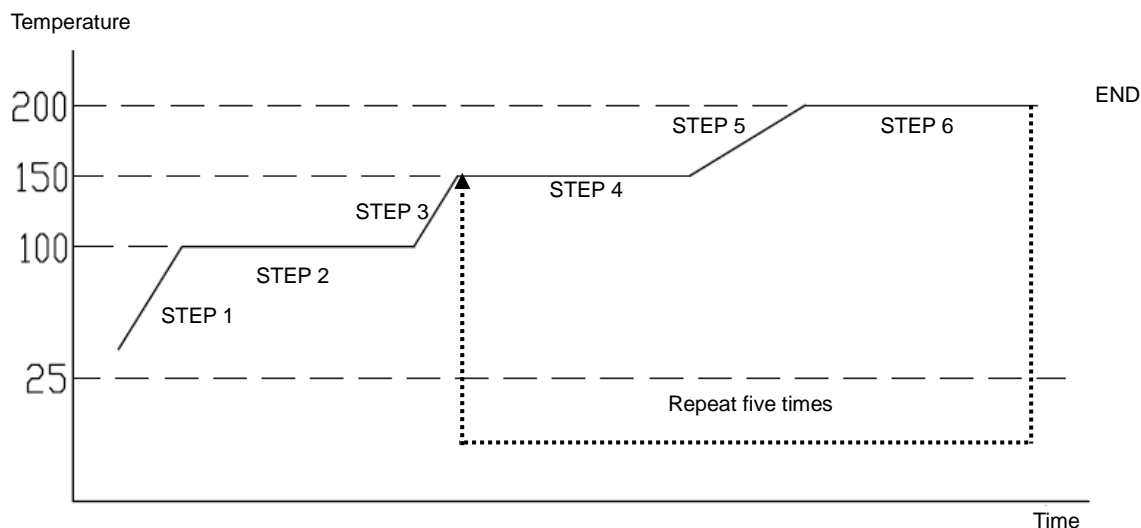 Temperature
200
END
STEP 5
STEP 6
150
STEP 4
STEP 3
100
STEP 2
STEP 1
25
Repeat five times
Time